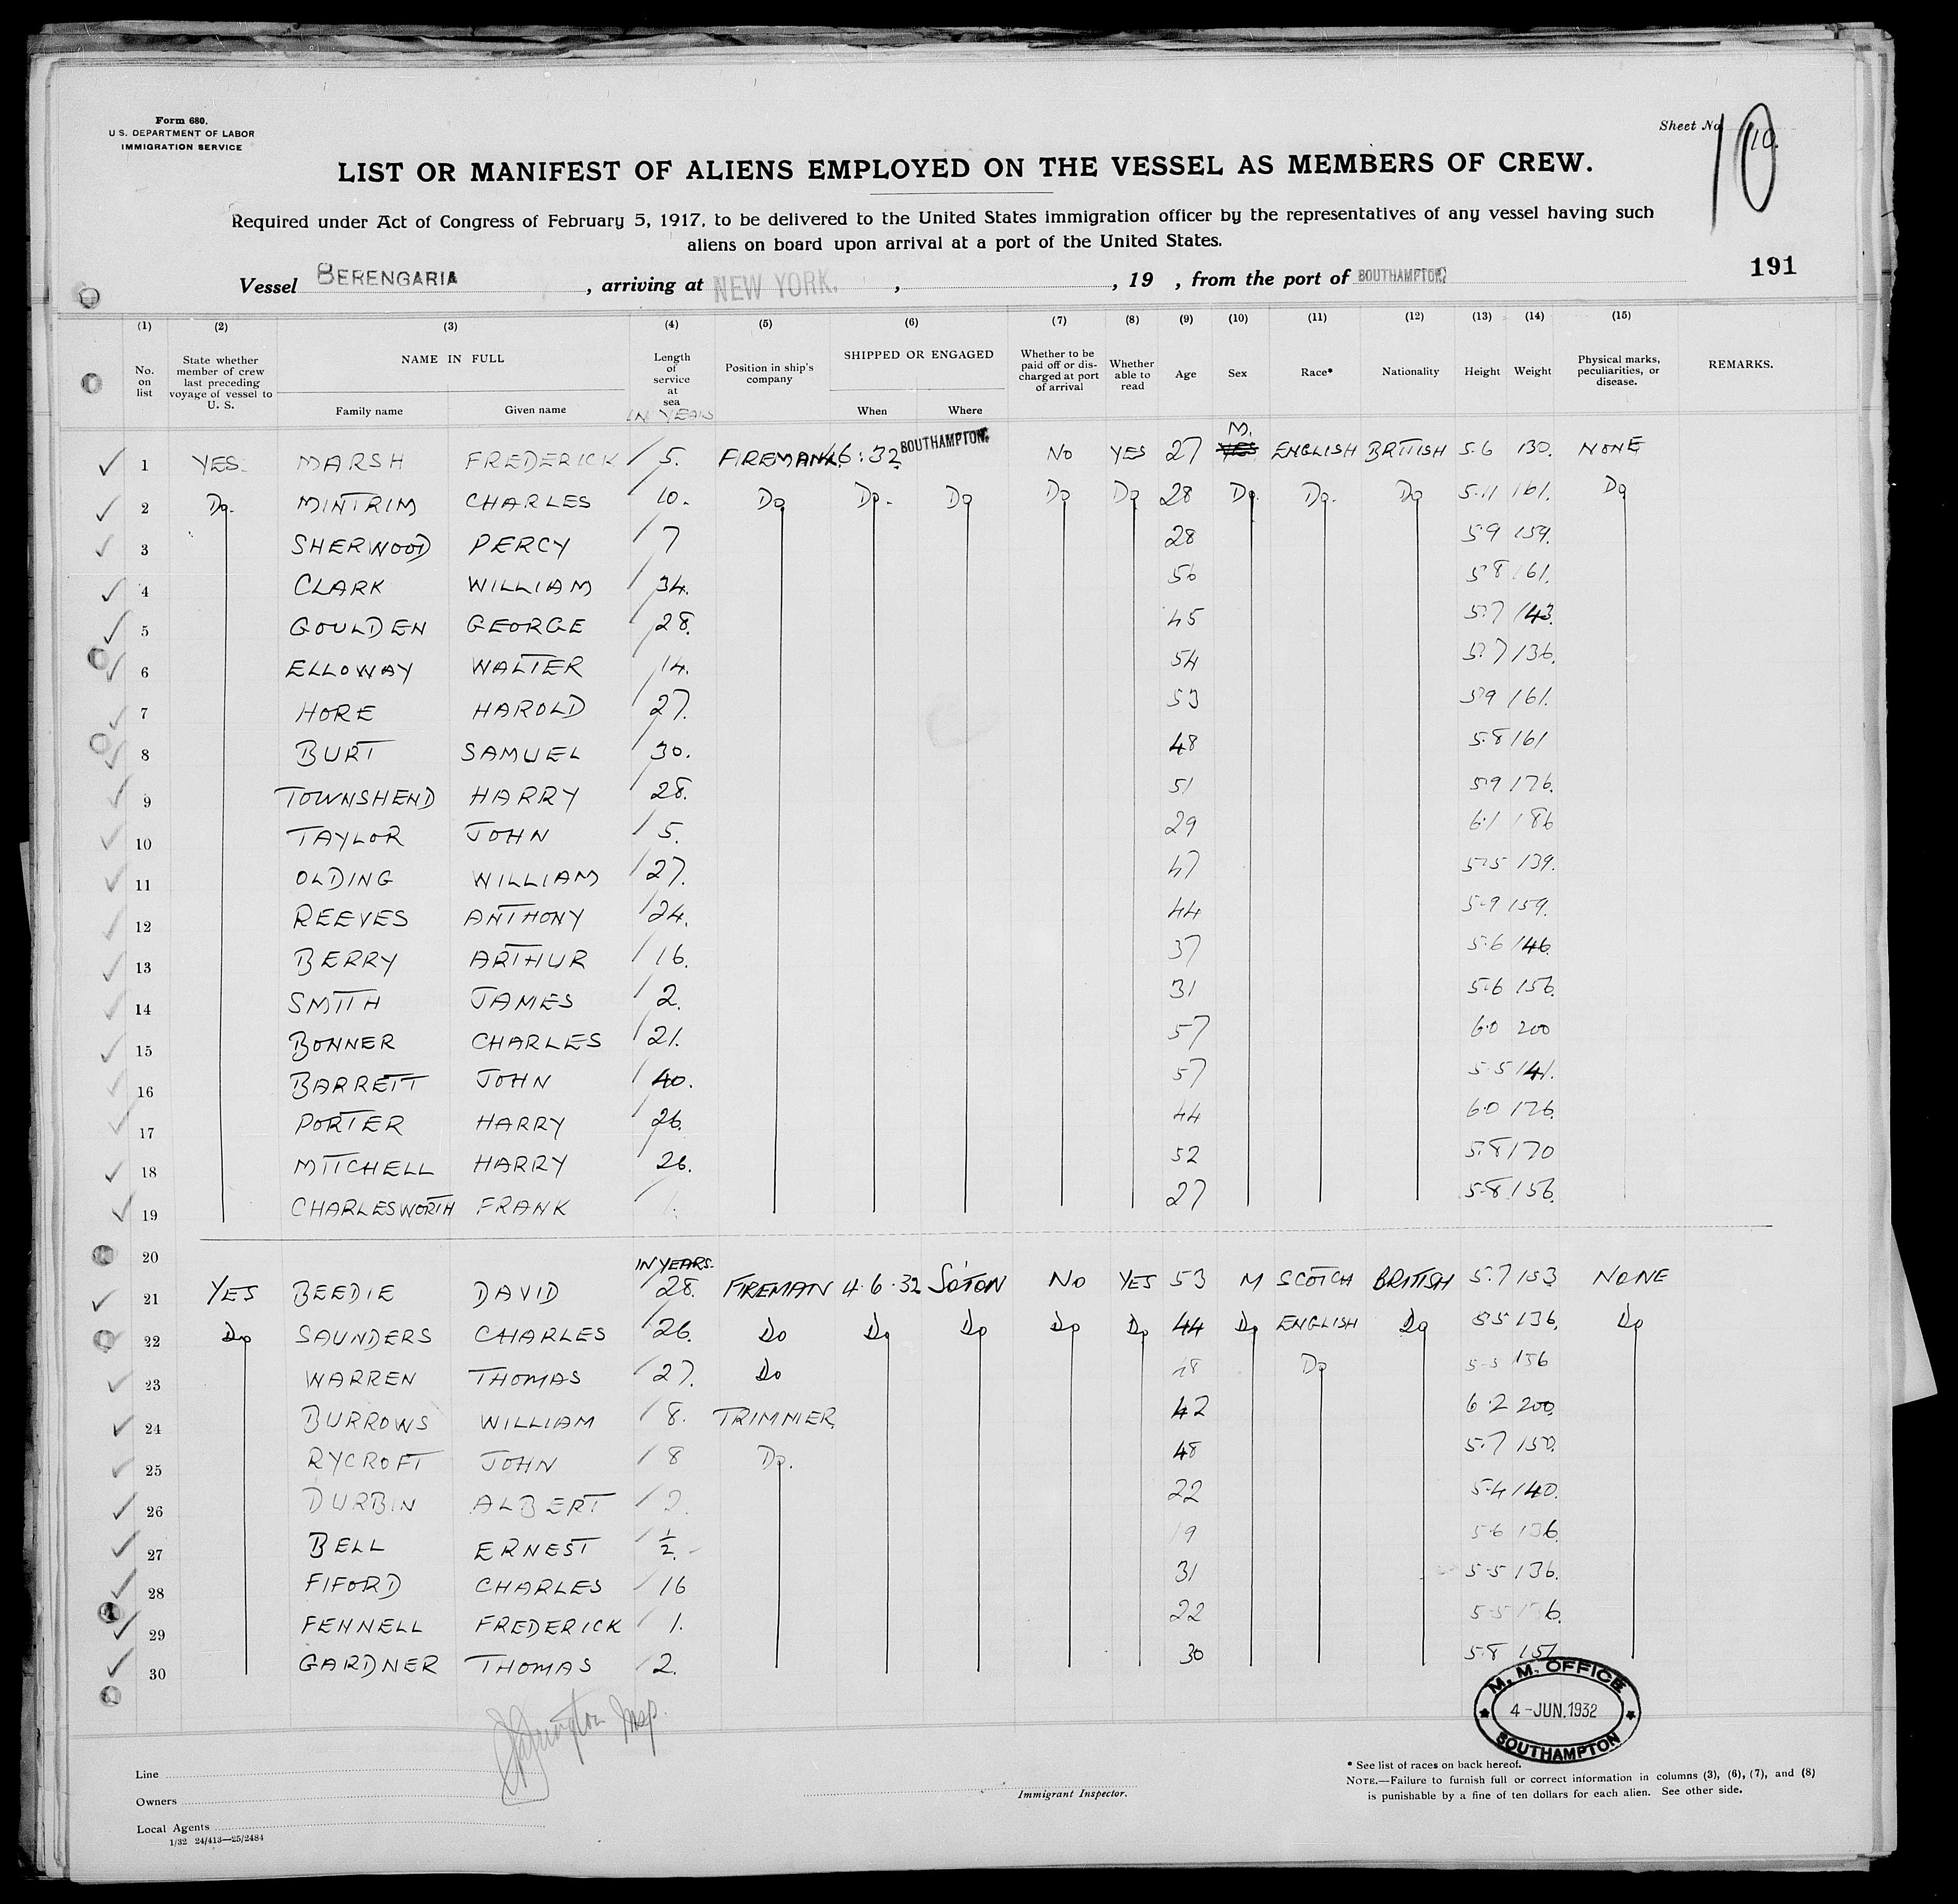 Form 680.
U. S. DEPARTMENT OF LABOR
IMMIGRATION SERVICE
Sheet No. 10.
10
LIST OR MANIFEST OF ALIENS EMPLOYED ON THE VESSEL AS MEMBERS OF CREW.
Required under Act of Congress of February 5, 1917, to be delivered to the United States immigration officer by the representatives of any vessel having such
aliens on board upon arrival at a port of the United States.
191
Vessel BERENGARIA, arriving at NEW YORK. , , 19 , from the port of SOUTHAMPTON.
(1) (2) (3) (4) (5) (6) (7) (8) (9) (10) (11) (12) (13) (14) (15)
No. on list | State whether member of crew last preceding voyage of vessel to U. S. | NAME IN FULL Family name Given name | Length of service at sea IN YEARS | Position in ship's company | SHIPPED OR ENGAGED When Where | Whether to be paid off or discharged at port of arrival | Whether able to read | Age | Sex | Race* | Nationality | Height | Weight | Physical marks, peculiarities, or disease. | REMARKS.
1 YES. MARSH FREDERICK 5. FIREMAN 4:6:32 SOUTHAMPTON. NO YES 27 M. YES ENGLISH BRITISH 5.6 130. NONE
2 Do. MINTRIM CHARLES 10. Do Do. Do Do Do 28 Do. Do. Do 5.11 161. Do
3 SHERWOOD PERCY 7 28 5.9 159.
4 CLARK WILLIAM 34. 56 5.8 161.
5 GOULDEN GEORGE 28. 45 5.7 143.
6 ELLOWAY WALTER 14. 54 5.7 136.
7 HORE HAROLD 27. 53 5.9 161.
8 BURT SAMUEL 30. 48 5.8 161
9 TOWNSHEND HARRY 28. 51 5.9 176.
10 TAYLOR JOHN 5. 29 6.1 186
11 OLDING WILLIAM 27. 47 5.5 139.
12 REEVES ANTHONY 24. 44 5.9 159.
13 BERRY ARTHUR 16. 37 5.6 146.
14 SMITH JAMES 2. 31 5.6 156.
15 BONNER CHARLES 21. 57 6.0 200
16 BARRETT JOHN 40. 57 5.5 141.
17 PORTER HARRY 26. 44 6.0 176.
18 MITCHELL HARRY 26. 52 5.8 170
19 CHARLESWORTH FRANK 1. 27 5.8 156.
20
IN YEARS.
21 YES BEEDIE DAVID 28. FIREMAN 4.6.32 SO'TON NO YES 53 M SCOTCH BRITISH 5.7 153 NONE
22 Do SAUNDERS CHARLES 26. Do Do Do Do Do 44 Do ENGLISH Do 5.5 136. Do
23 WARREN THOMAS 27. Do Do 5.5 156
24 BURROWS WILLIAM 8. TRIMMER 42 6.2 200.
25 RYCROFT JOHN 8 Do. 48 5.7 150.
26 DURBIN ALBERT 2. 22 5.4 140.
27 BELL ERNEST 1/2. 19 5.6 136.
28 FIFORD CHARLES 16 31 5.5 136.
29 FENNELL FREDERICK 1. 22 5.5 136.
30 GARDNER THOMAS 2. 30 5.8 151
M. M. OFFICE
4 - JUN. 1932
SOUTHAMPTON
Insp.
Line
Owners
Local Agents
1/32 24/413—25/2484
Immigrant Inspector.
* See list of races on back hereof.
NOTE.—Failure to furnish full or correct information in columns (3), (6), (7), and (8)
is punishable by a fine of ten dollars for each alien. See other side.